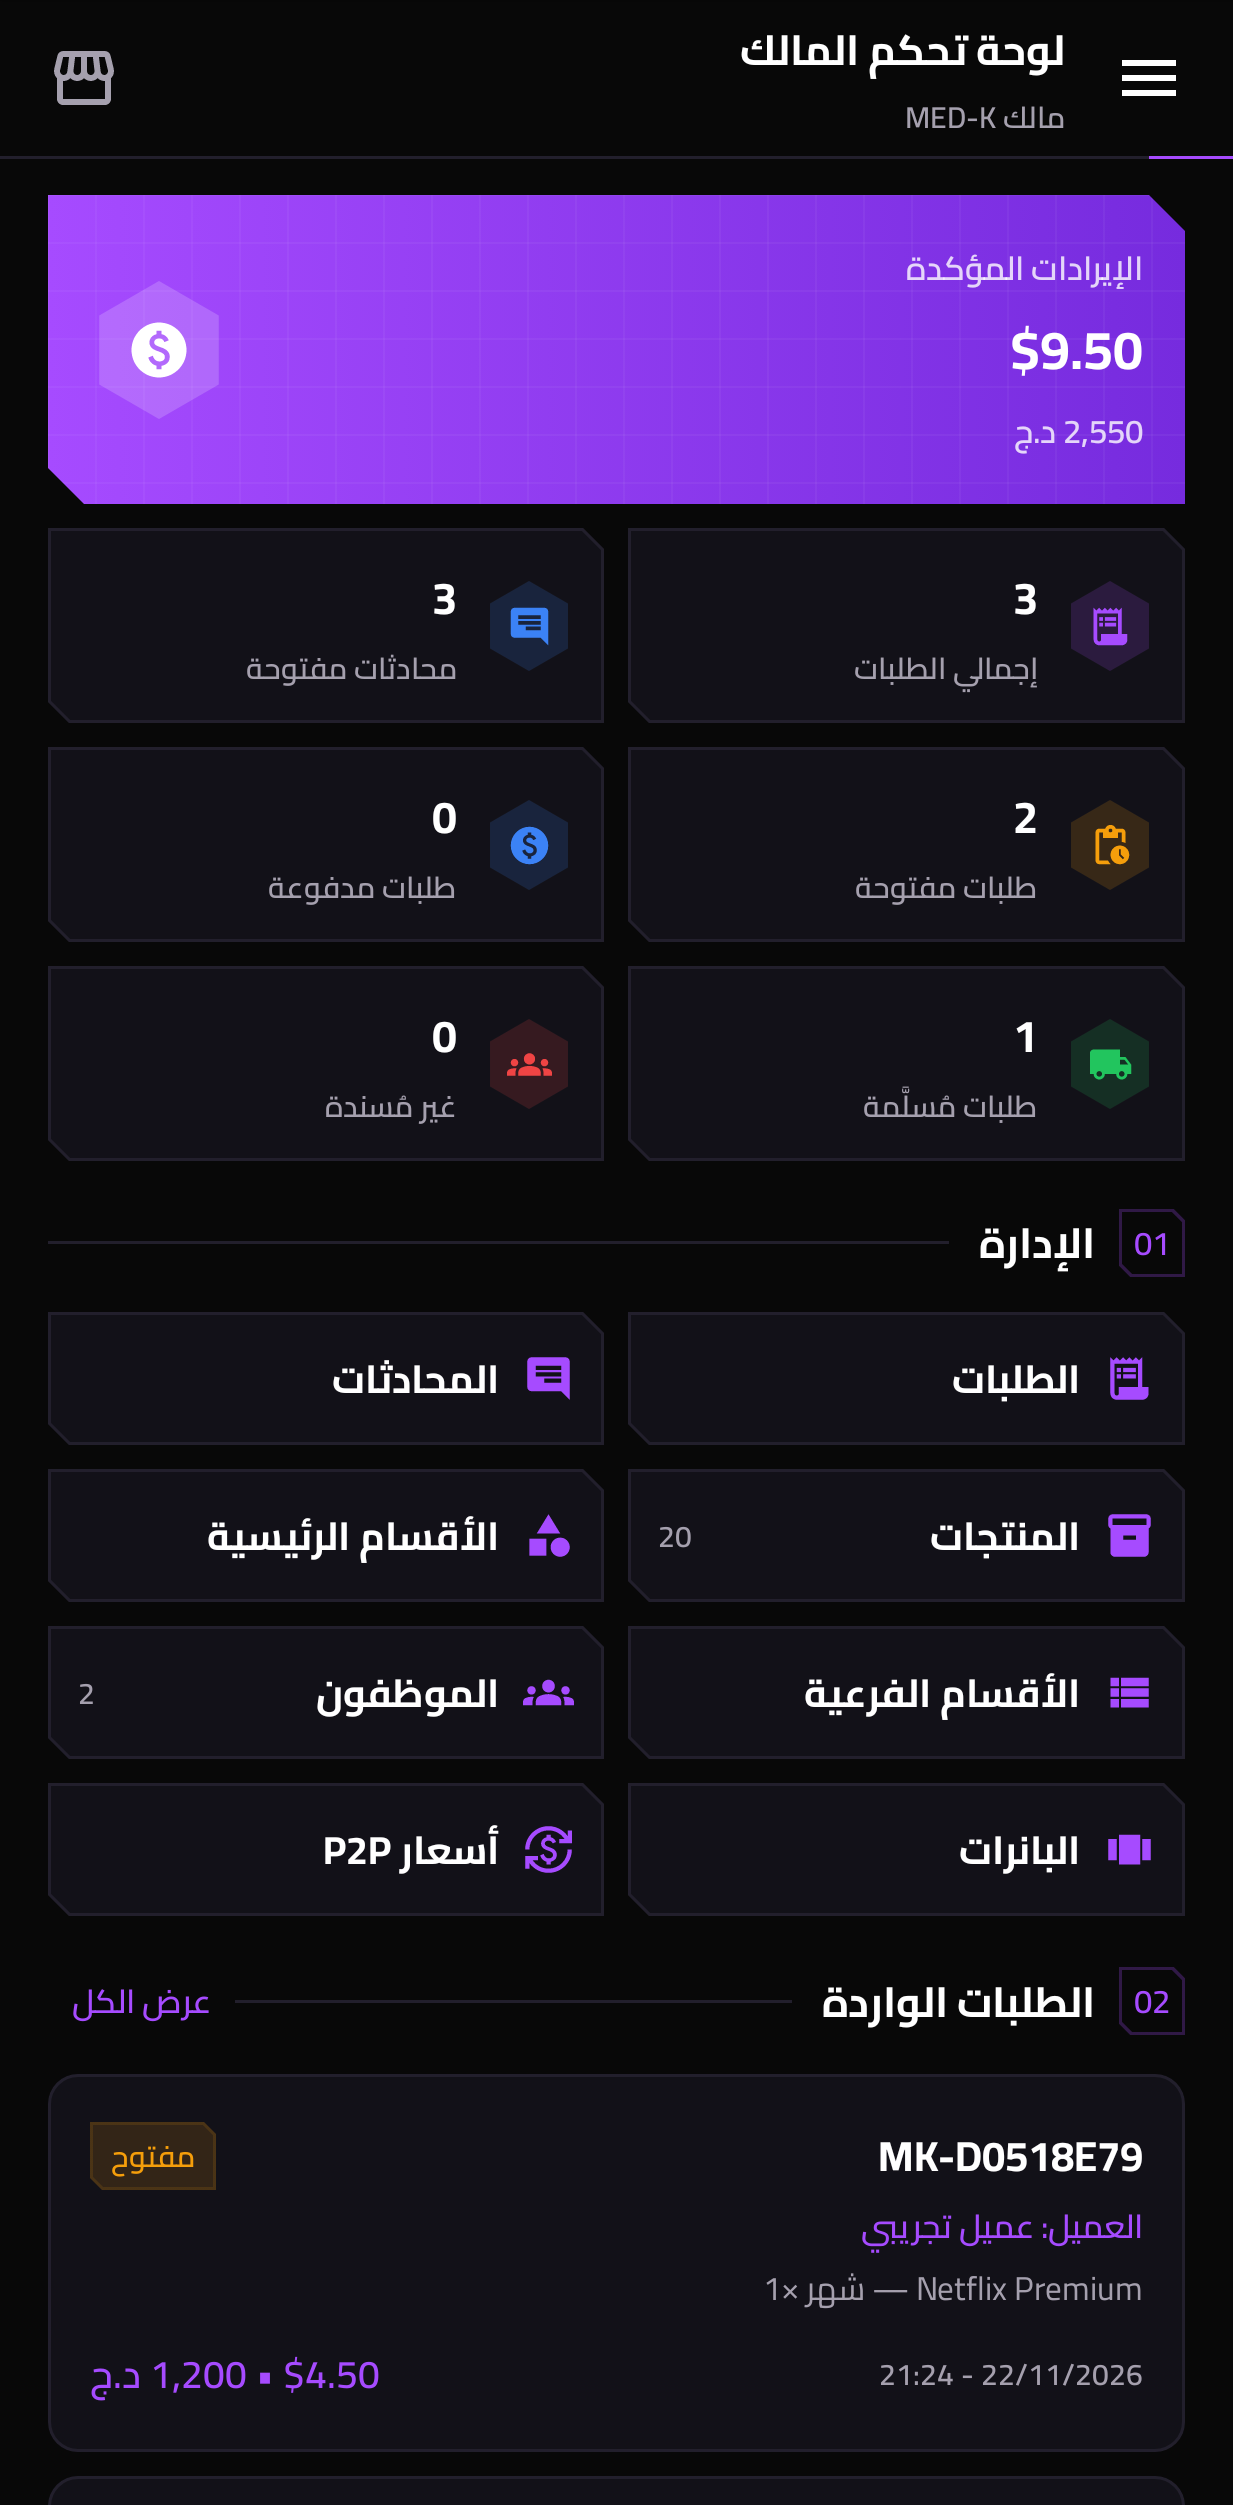 لوحة تحكم المالك
مالك MED-K
الإيرادات المؤكدة
$9.50
2,550 د.ج
3
إجمالي الطلبات
3
محادثات مفتوحة
2
طلبات مفتوحة
0
طلبات مدفوعة
1
طلبات مُسلَّمة
0
غير مُسندة
01
الإدارة
الطلبات
المحادثات
المنتجات
20
الأقسام الرئيسية
الأقسام الفرعية
الموظفون
2
البانرات
أسعار P2P
02
الطلبات الواردة
عرض الكل
MK-D0518E79
مفتوح
العميل: عميل تجريبي
Netflix Premium — شهر ×1
21:24 - 22/11/2026
$4.50 ▪ 1,200 د.ج